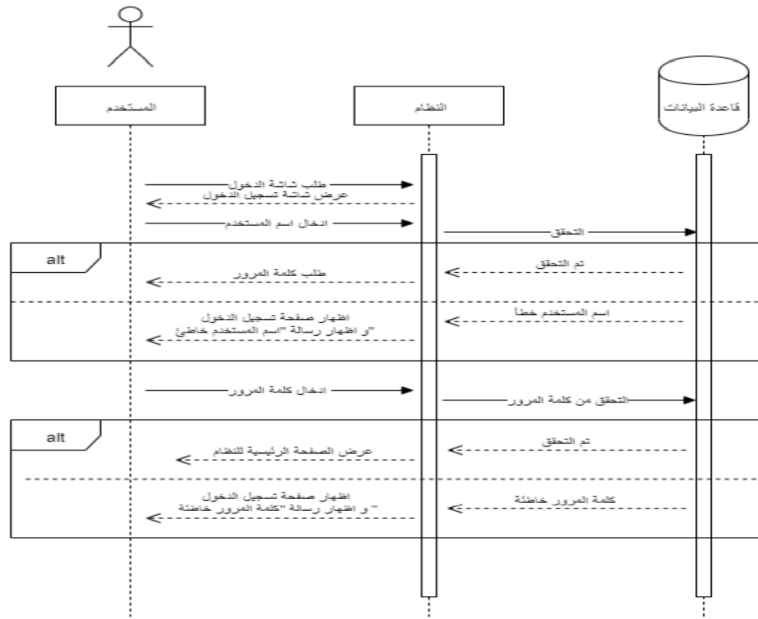 المستخدم
النظام
قاعدة البيانات
طلب شاشة الدخول
عرض شاشة تسجيل الدخول
ادخال اسم المستخدم
التحقق
alt
تم التحقق
طلب كلمة المرور
اسم المستخدم خطأ
اظهار صفحة تسجيل الدخول
و اظهار رسالة "اسم المستخدم خاطئ"
ادخال كلمة المرور
التحقق من كلمة المرور
alt
تم التحقق
عرض الصفحة الرئيسية للنظام
كلمة المرور خاطئة
اظهار صفحة تسجيل الدخول
و اظهار رسالة "كلمة المرور خاطئة "